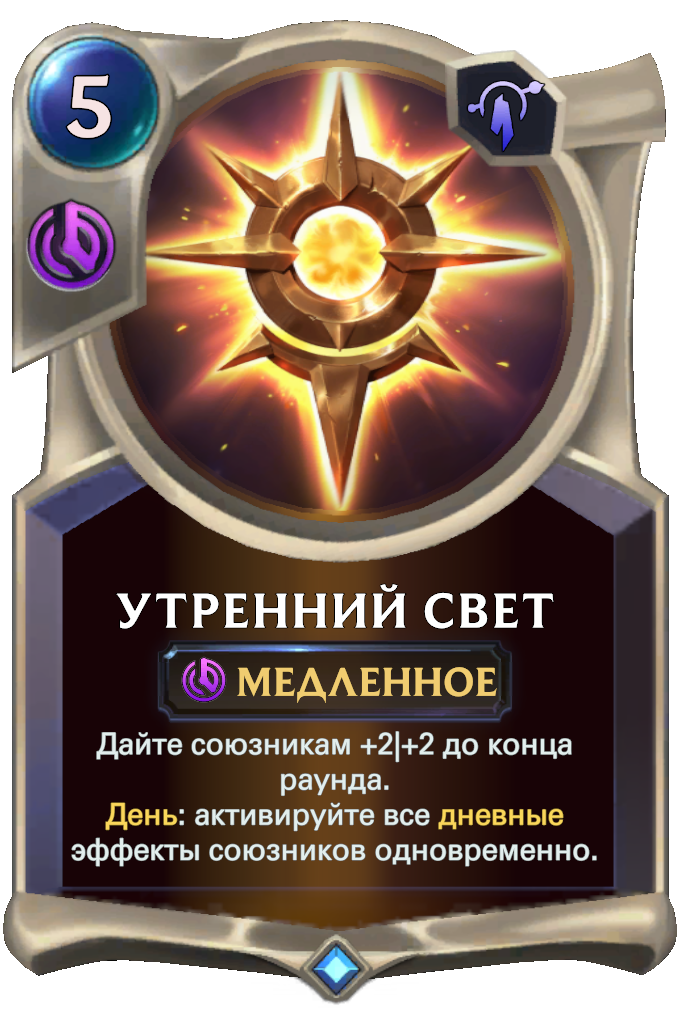 5
УТРЕННИЙ СВЕТ
МЕДЛЕННОЕ
Дайте союзникам +2|+2 до конца
раунда.
День: активируйте все дневные
эффекты союзников одновременно.